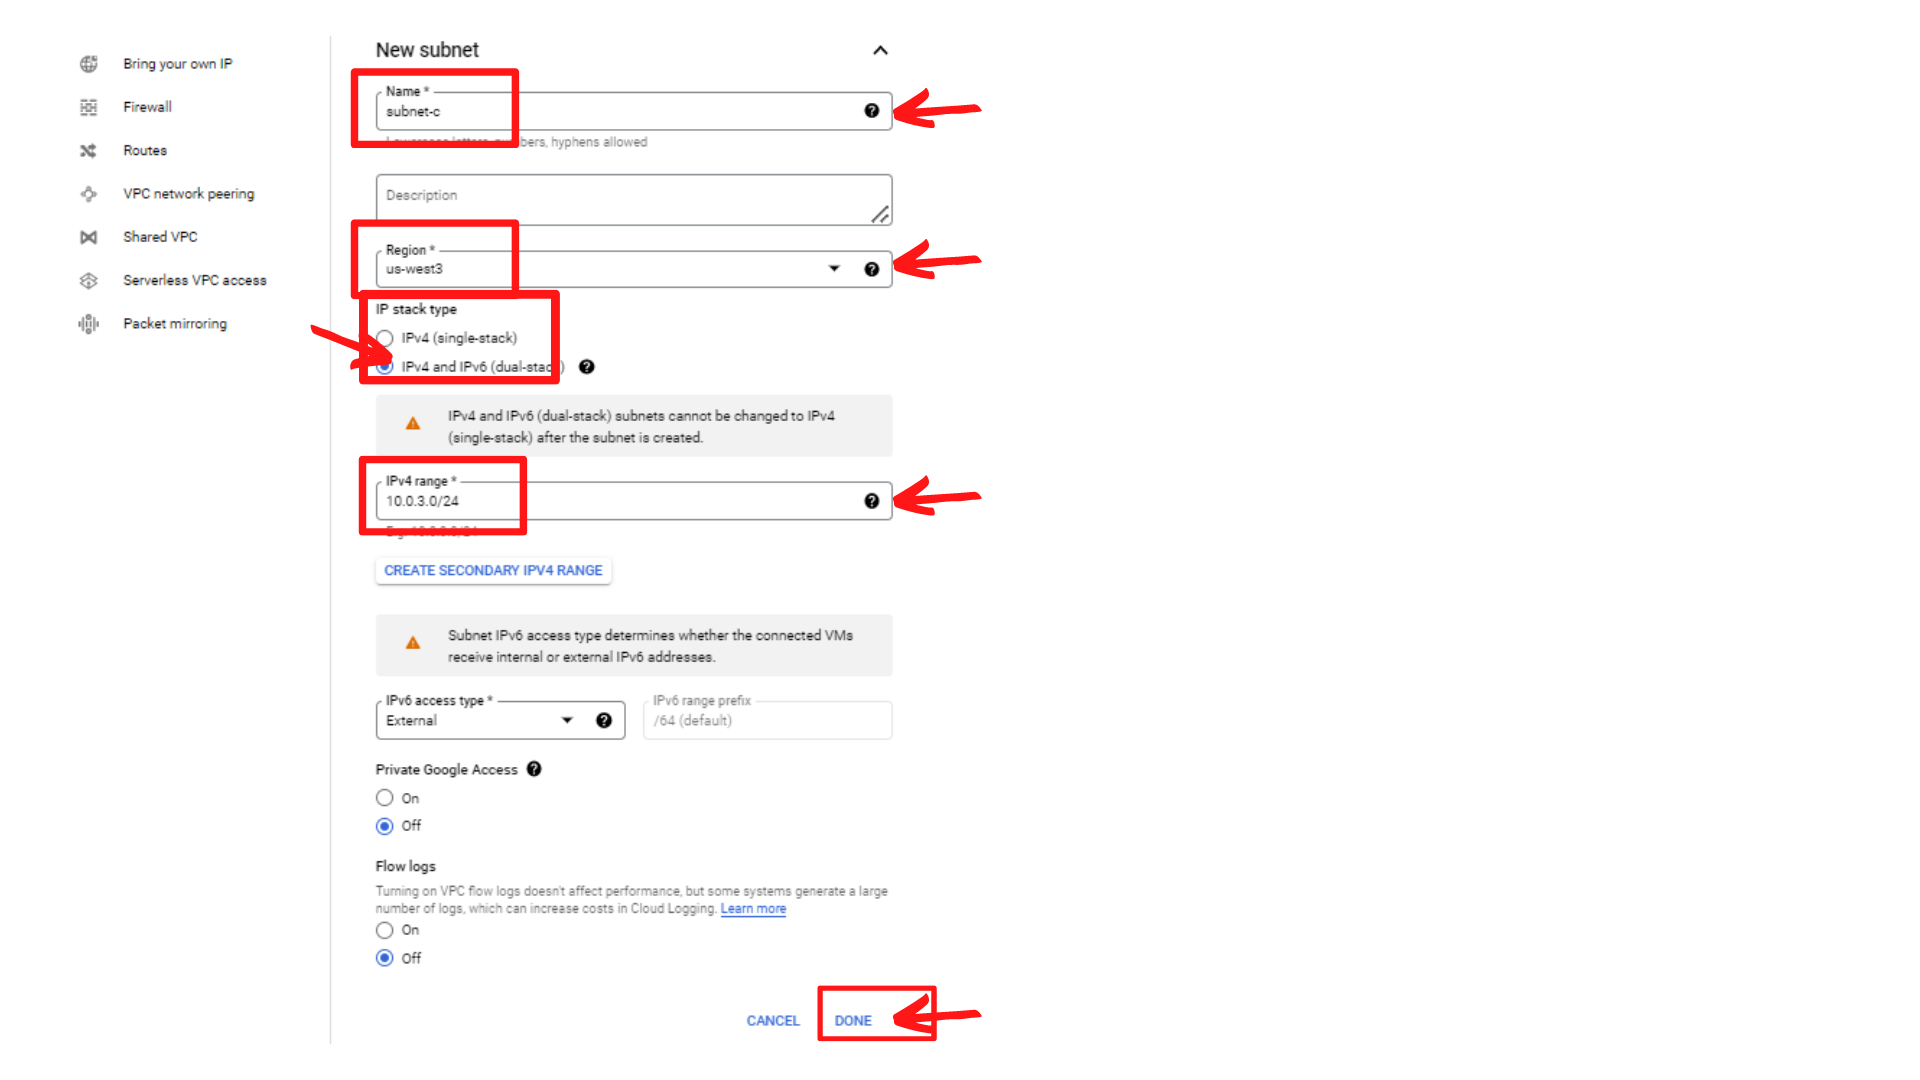 Bring your own IP
Firewall
Routes
VPC network peering
Shared VPC
Serverless VPC access
Packet mirroring
New subnet
Name *
subnet-c
Lowercase letters, numbers, hyphens allowed
Description
Region *
us-west3
IP stack type
IPv4 (single-stack)
IPv4 and IPv6 (dual-stack)
IPv4 and IPv6 (dual-stack) subnets cannot be changed to IPv4
(single-stack) after the subnet is created.
IPv4 range *
10.0.3.0/24
CREATE SECONDARY IPV4 RANGE
Subnet IPv6 access type determines whether the connected VMs
receive internal or external IPv6 addresses.
IPv6 access type *
External
IPv6 range prefix
/64 (default)
Private Google Access
On
Off
Flow logs
Turning on VPC flow logs doesn't affect performance, but some systems generate a large
number of logs, which can increase costs in Cloud Logging. Learn more
On
Off
CANCEL
DONE